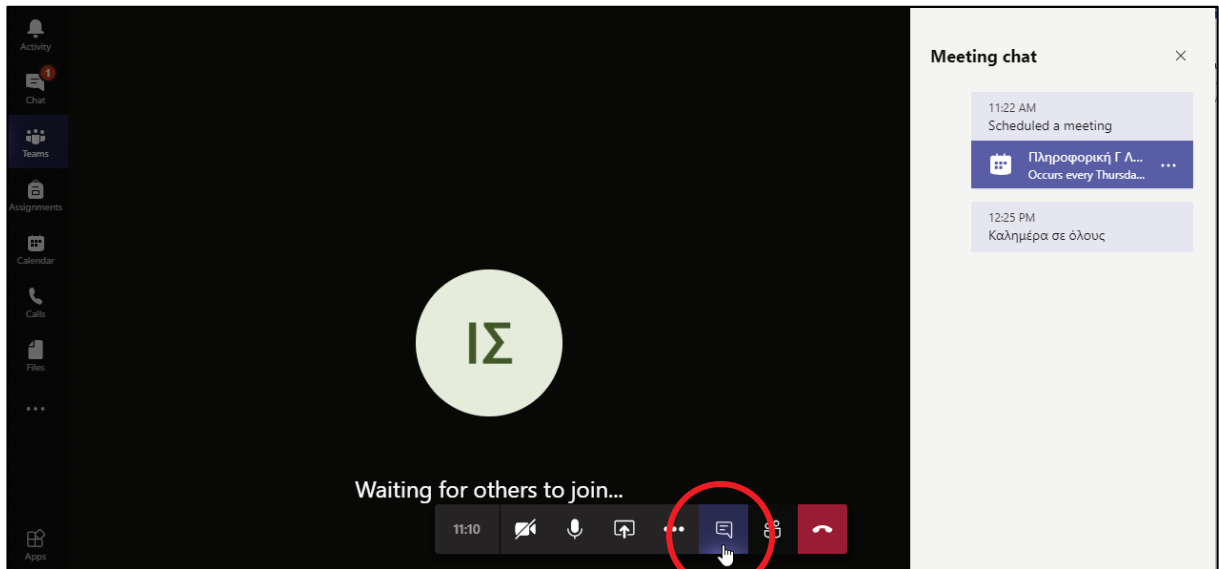 Activity
1
Chat
Teams
Assignments
Calendar
Calls
Files
Apps
ΙΣ
Waiting for others to join...
11:10
Meeting chat
11:22 AM
Scheduled a meeting
Πληροφορική Γ Λ...
Occurs every Thursda...
12:25 PM
Καλημέρα σε όλους